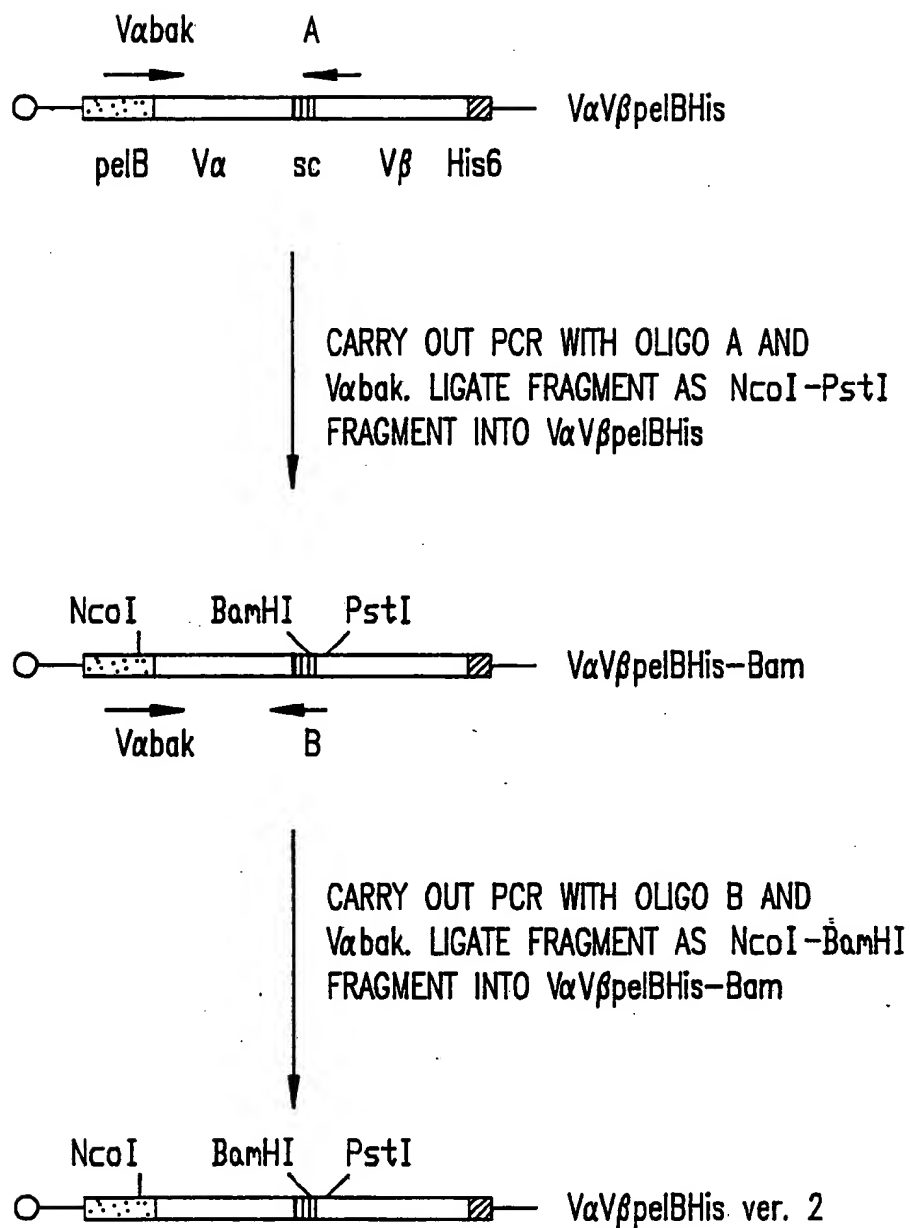 Vαbak A
VαVβpelBHis
pelB Vα sc Vβ His6
CARRY OUT PCR WITH OLIGO A AND
Vαbak. LIGATE FRAGMENT AS NcoI-PstI
FRAGMENT INTO VαVβpelBHis
NcoI BamHI PstI
VαVβpelBHis-Bam
Vαbak B
CARRY OUT PCR WITH OLIGO B AND
Vαbak. LIGATE FRAGMENT AS NcoI-BamHI
FRAGMENT INTO VαVβpelBHis-Bam
NcoI BamHI PstI
VαVβpelBHis ver. 2